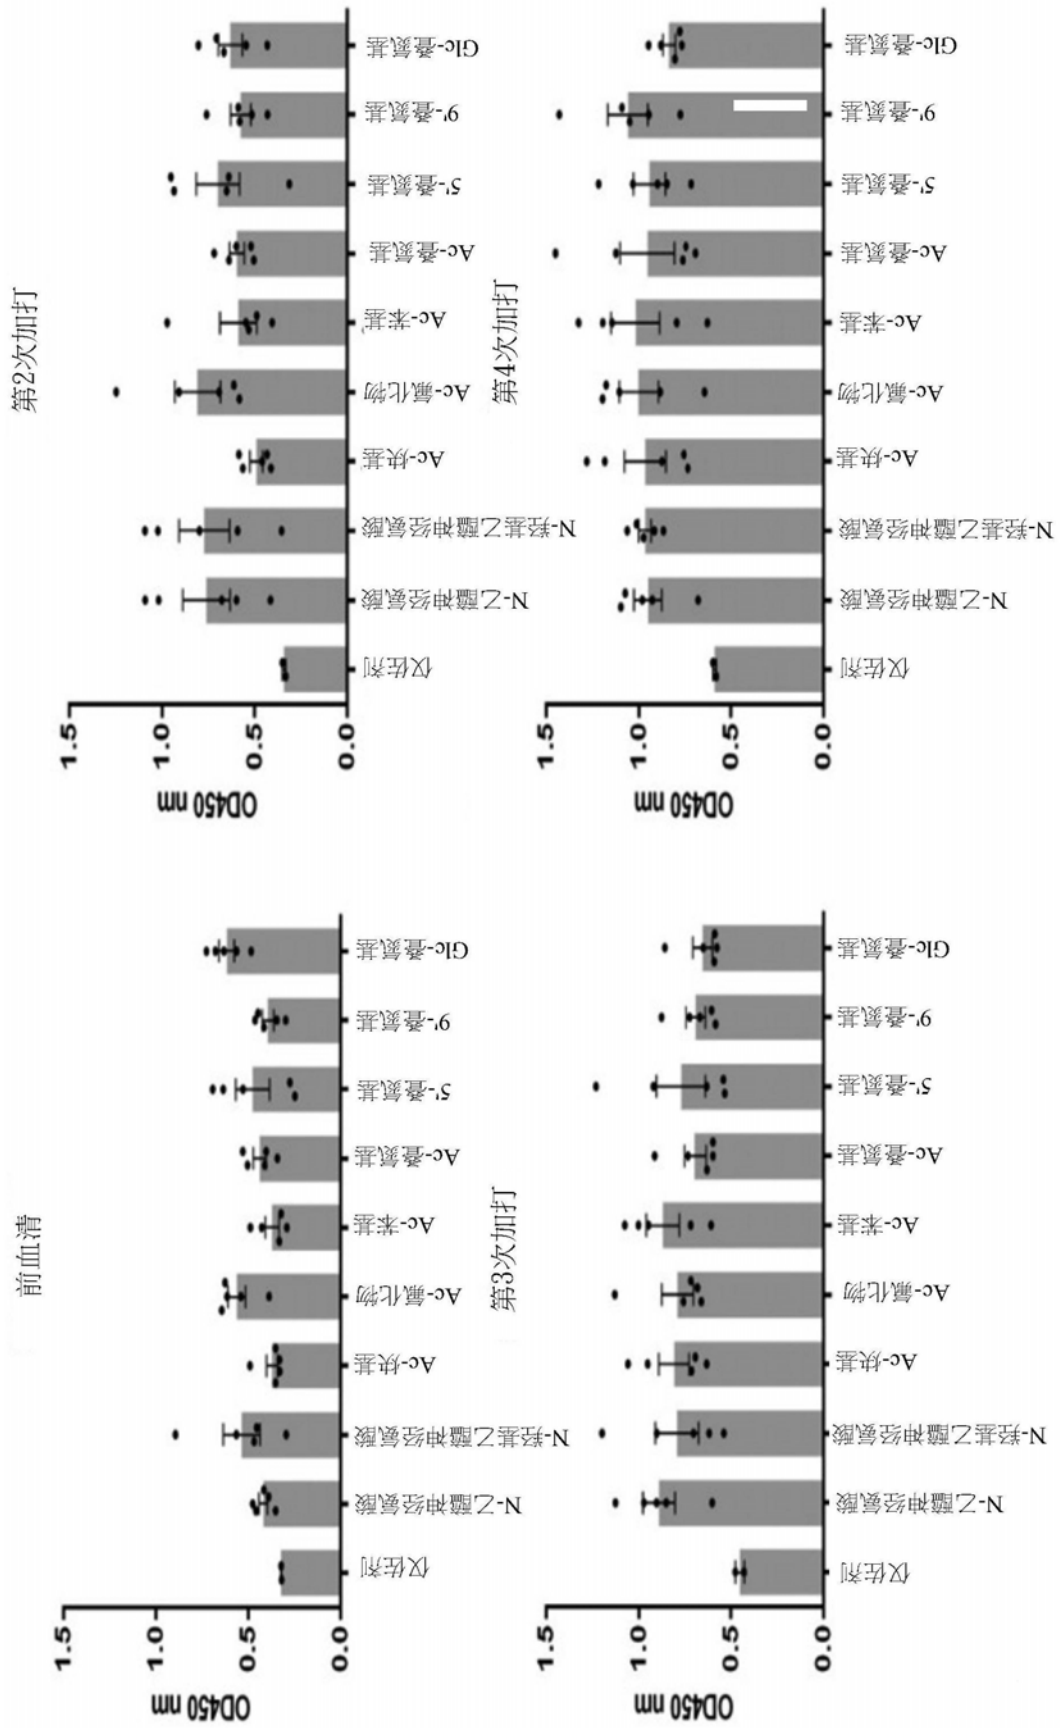 前血清
OD450 nm
1.5
1.0
0.5
0.0
仅佐剂
N-乙醯神经氨酸
N-羟基乙醯神经氨酸
Ac-炔基
Ac-氟化物
Ac-苯基
Ac-叠氮基
5'-叠氮基
9'-叠氮基
Glc-叠氮基
第2次加打
OD450 nm
1.5
1.0
0.5
0.0
仅佐剂
N-乙醯神经氨酸
N-羟基乙醯神经氨酸
Ac-炔基
Ac-氟化物
Ac-苯基
Ac-叠氮基
5'-叠氮基
9'-叠氮基
Glc-叠氮基
第3次加打
OD450 nm
1.5
1.0
0.5
0.0
仅佐剂
N-乙醯神经氨酸
N-羟基乙醯神经氨酸
Ac-炔基
Ac-氟化物
Ac-苯基
Ac-叠氮基
5'-叠氮基
9'-叠氮基
Glc-叠氮基
第4次加打
OD450 nm
1.5
1.0
0.5
0.0
仅佐剂
N-乙醯神经氨酸
N-羟基乙醯神经氨酸
Ac-炔基
Ac-氟化物
Ac-苯基
Ac-叠氮基
5'-叠氮基
9'-叠氮基
Glc-叠氮基